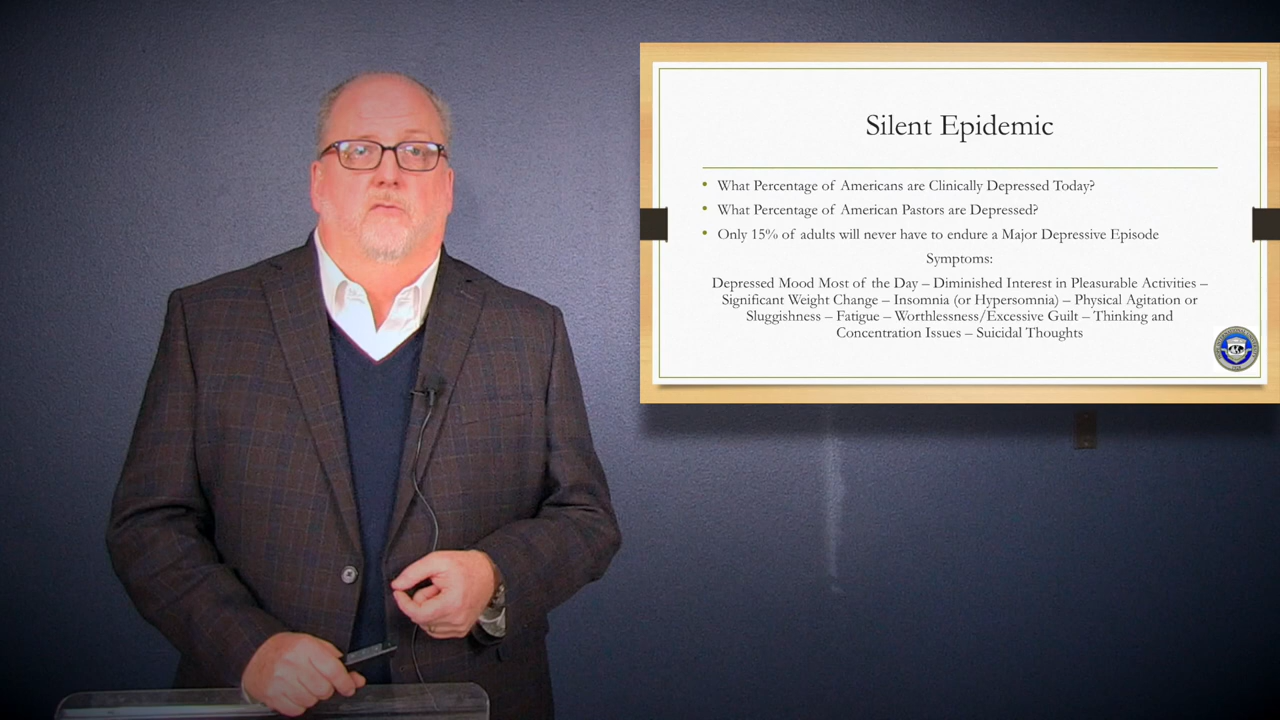 Silent Epidemic
• What Percentage of Americans are Clinically Depressed Today?
• What Percentage of American Pastors are Depressed?
• Only 15% of adults will never have to endure a Major Depressive Episode
Symptoms:
Depressed Mood Most of the Day – Diminished Interest in Pleasurable Activities –
Significant Weight Change – Insomnia (or Hypersomnia) – Physical Agitation or
Sluggishness – Fatigue – Worthlessness/Excessive Guilt – Thinking and
Concentration Issues – Suicidal Thoughts